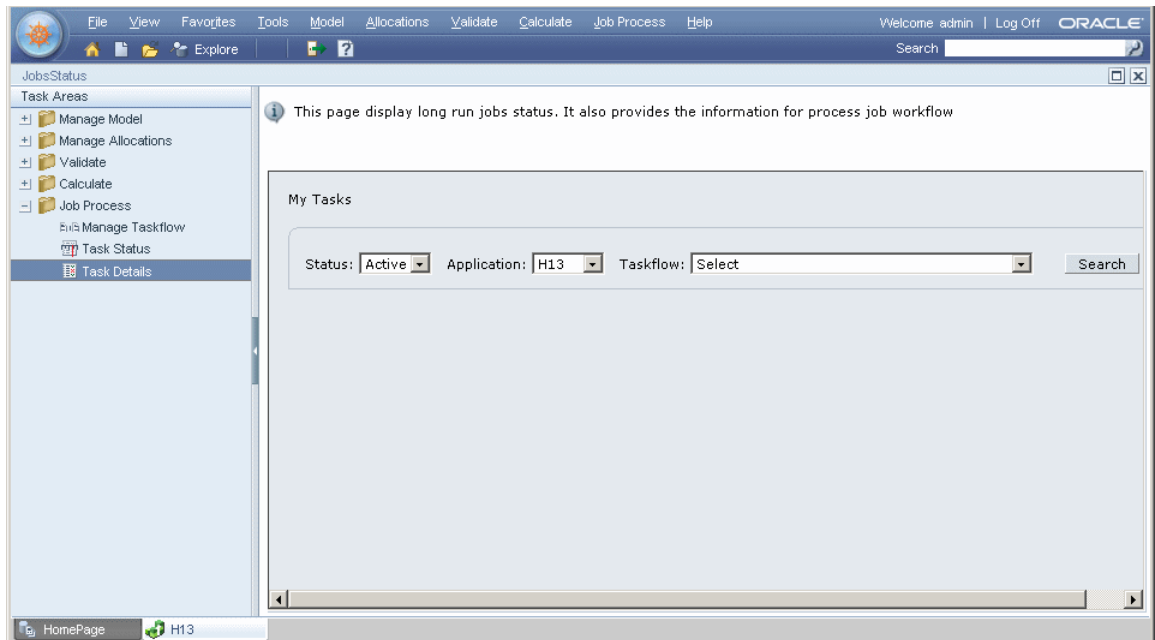 File View Favorites Tools Model Allocations Validate Calculate Job Process Help Welcome admin | Log Off ORACLE
Explore Search
JobsStatus
Task Areas
Manage Model
Manage Allocations
Validate
Calculate
Job Process
Manage Taskflow
Task Status
Task Details
This page display long run jobs status. It also provides the information for process job workflow
My Tasks
Status: Active Application: H13 Taskflow: Select Search
HomePage H13